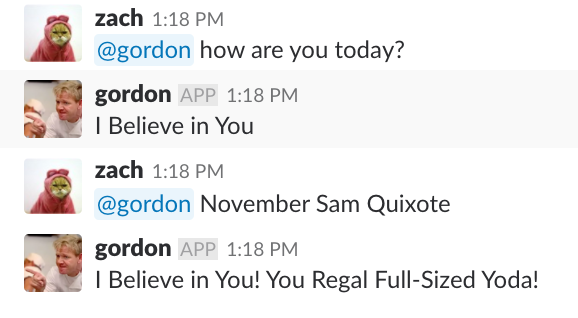 zach 1:18 PM
@gordon how are you today?
gordon APP 1:18 PM
I Believe in You
zach 1:18 PM
@gordon November Sam Quixote
gordon APP 1:18 PM
I Believe in You! You Regal Full-Sized Yoda!